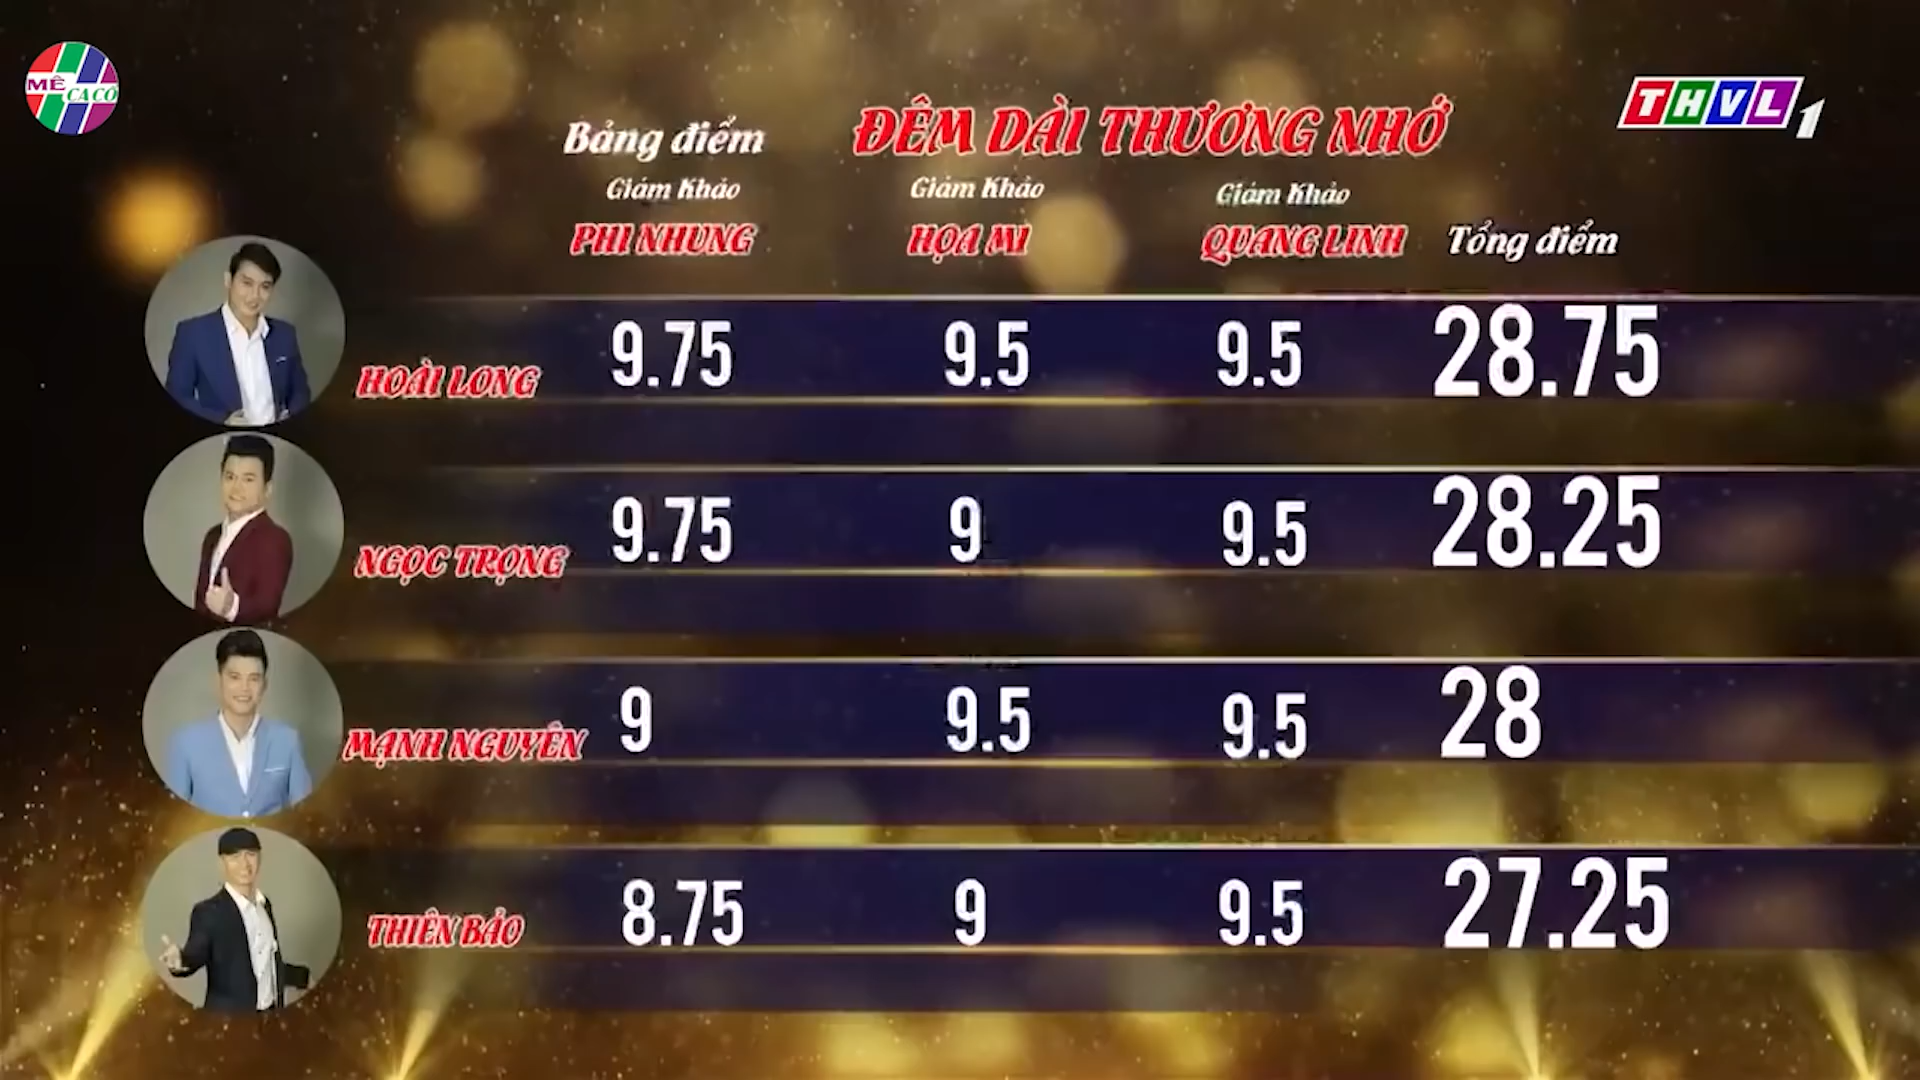 MÊ
CA CỔ
THVL1
Bảng điểm ĐÊM DÀI THƯƠNG NHỚ
Giám Khảo Giám Khảo Giám Khảo
PHI NHUNG HỌA MI QUANG LINH Tổng điểm
HOÀI LONG 9.75 9.5 9.5 28.75
NGỌC TRỌNG 9.75 9 9.5 28.25
MẠNH NGUYÊN 9 9.5 9.5 28
THIÊN BẢO 8.75 9 9.5 27.25